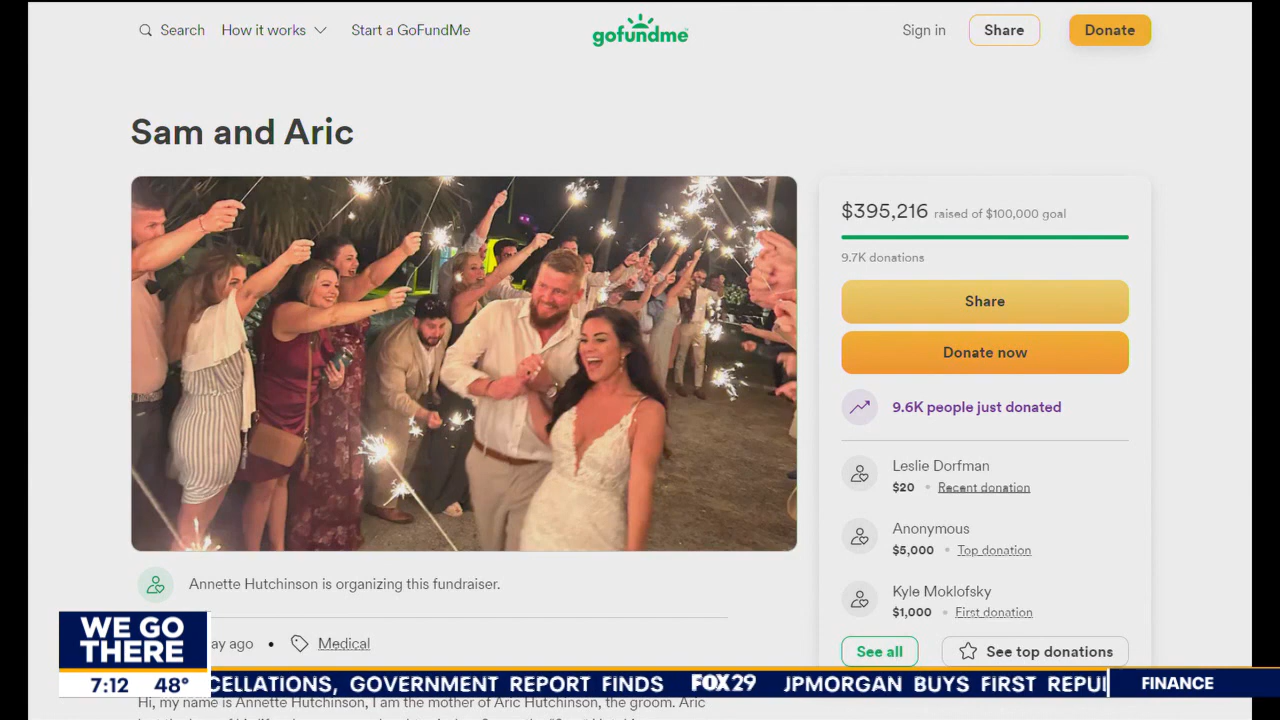 Search
How it works
Start a GoFundMe
gofundme
Sign in
Share
Donate
Sam and Aric
$395,216 raised of $100,000 goal
9.7K donations
Share
Donate now
9.6K people just donated
Leslie Dorfman
$20 • Recent donation
Anonymous
$5,000 • Top donation
Kyle Moklofsky
$1,000 • First donation
See all
See top donations
Annette Hutchinson is organizing this fundraiser.
ay ago • Medical
WE GO
THERE
7:12 48°
CELLATIONS, GOVERNMENT REPORT FINDS FOX 29 JPMORGAN BUYS FIRST REPU
FINANCE
Hi, my name is Annette Hutchinson, I am the mother of Aric Hutchinson, the groom. Aric